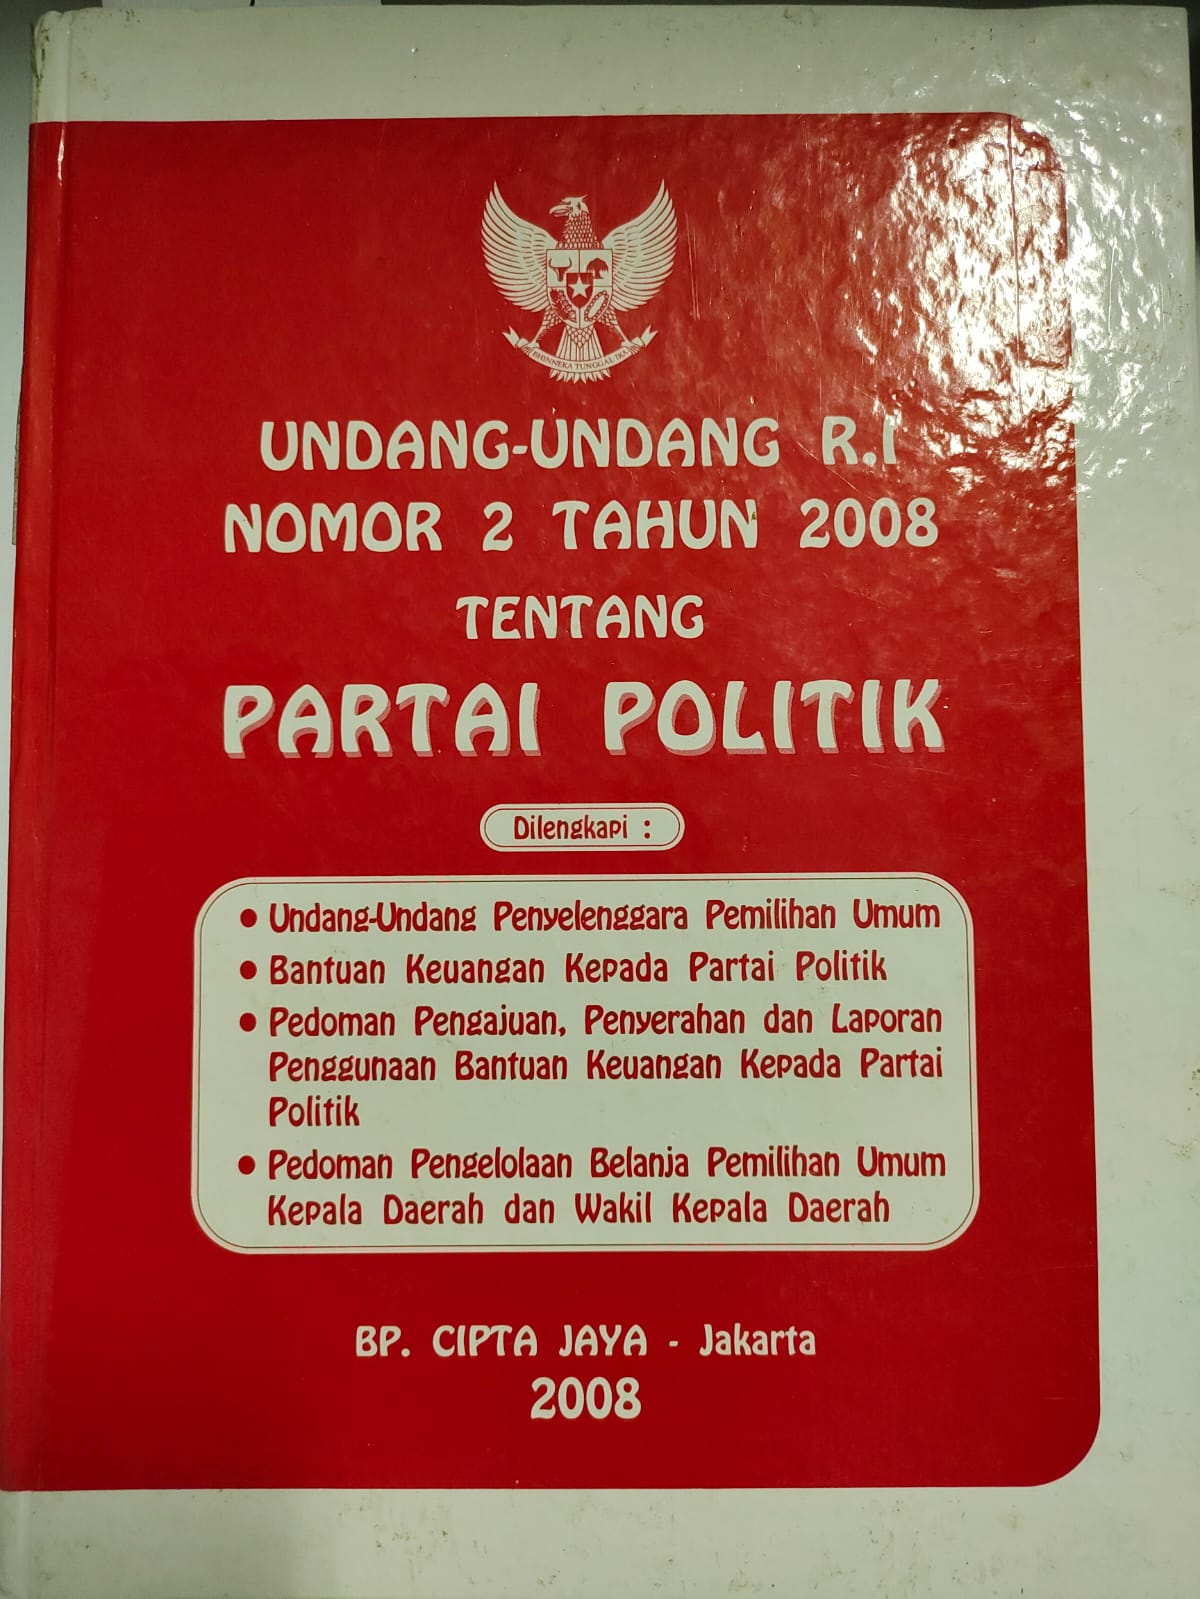 BHINNEKA TUNGGAL IKA
UNDANG-UNDANG R.I
NOMOR 2 TAHUN 2008
TENTANG
PARTAI POLITIK
Dilengkapi :
• Undang-Undang Penyelenggara Pemilihan Umum
• Bantuan Keuangan Kepada Partai Politik
• Pedoman Pengajuan, Penyerahan dan Laporan
Penggunaan Bantuan Keuangan Kepada Partai
Politik
• Pedoman Pengelolaan Belanja Pemilihan Umum
Kepala Daerah dan Wakil Kepala Daerah
BP. CIPTA JAYA - Jakarta
2008